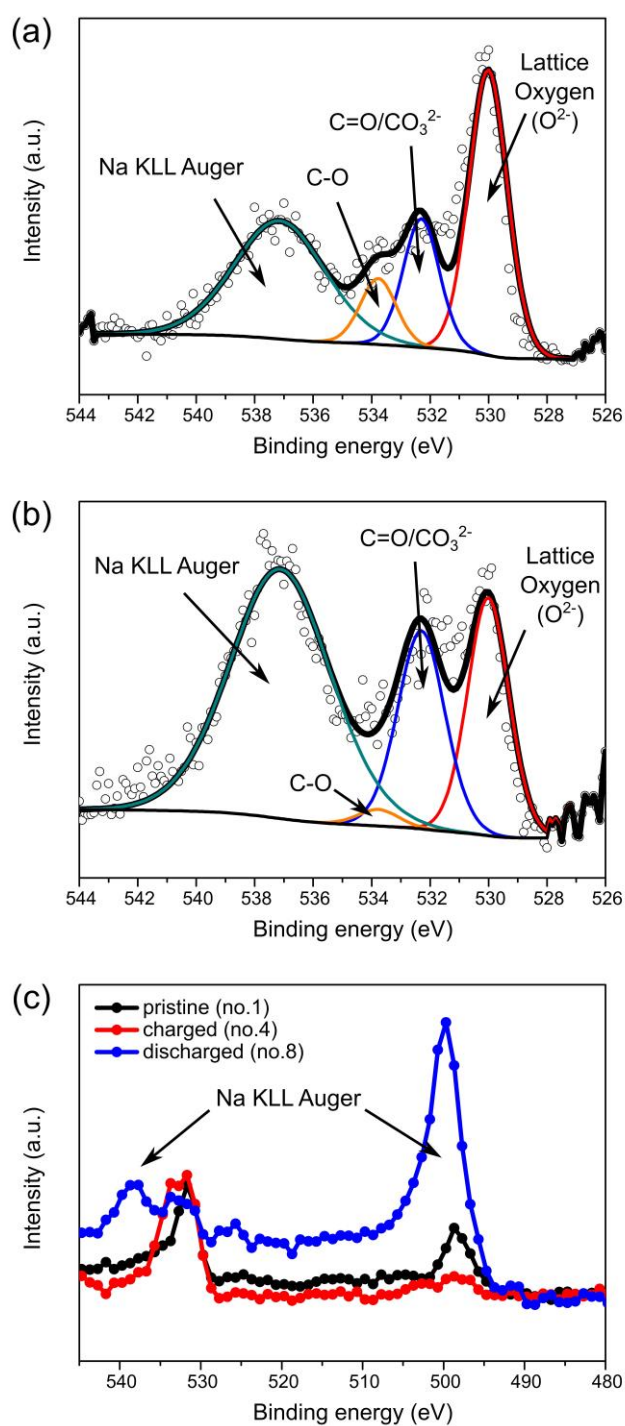 (a)
Lattice
Oxygen
(O²⁻)
C=O/CO₃²⁻
Na KLL Auger
C-O
Intensity (a.u.)
544 542 540 538 536 534 532 530 528 526
Binding energy (eV)
(b)
C=O/CO₃²⁻
Na KLL Auger
Lattice
Oxygen
(O²⁻)
C-O
Intensity (a.u.)
544 542 540 538 536 534 532 530 528 526
Binding energy (eV)
(c)
pristine (no.1)
charged (no.4)
discharged (no.8)
Na KLL Auger
Intensity (a.u.)
540 530 520 510 500 490 480
Binding energy (eV)